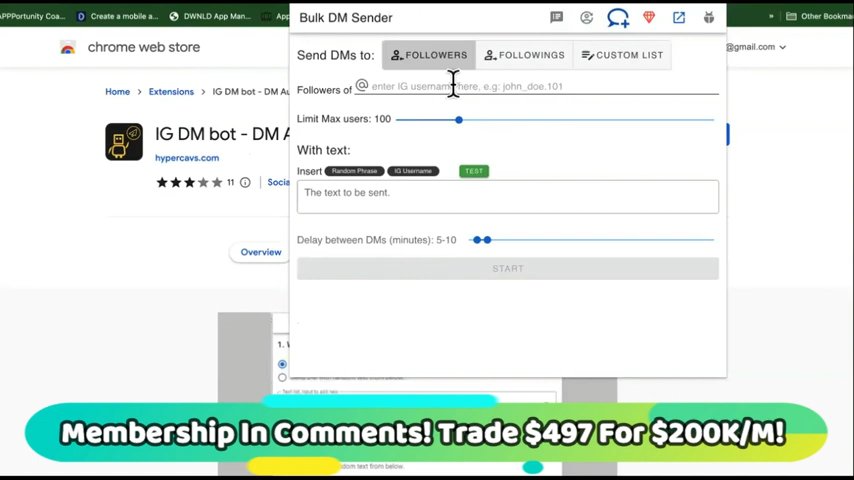 APPportunity Coac...
Create a mobile a...
DWNLD App Man...
» Other Bookmar
Bulk DM Sender
chrome web store
@gmail.com
Send DMs to: FOLLOWERS FOLLOWINGS CUSTOM LIST
Home > Extensions > IG DM bot - DM Au
Followers of @ enter IG username here, e.g: john_doe.101
Limit Max users: 100
IG DM bot - DM A
hypercavs.com
With text:
Insert Random Phrase IG Username TEST
11 Socia
The text to be sent.
Overview
Delay between DMs (minutes): 5-10
START
Membership In Comments! Trade $497 For $200K/M!